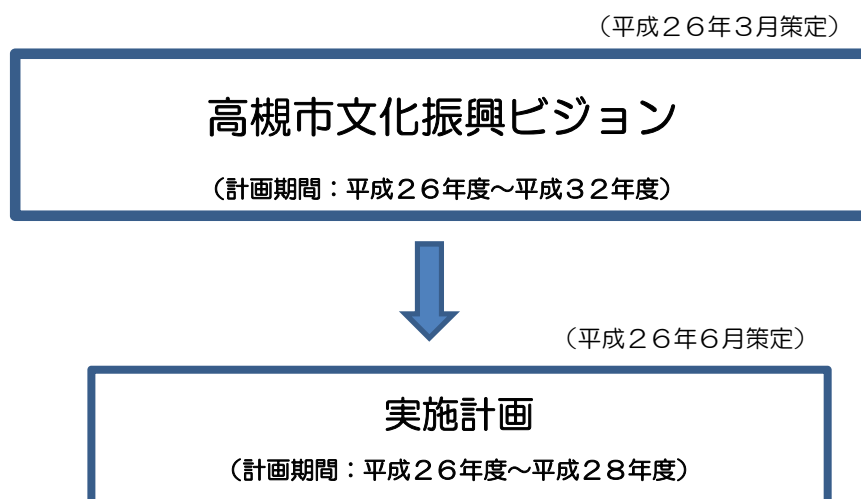 （平成２６年３月策定）
高槻市文化振興ビジョン
（計画期間：平成２６年度～平成３２年度）
（平成２６年６月策定）
実施計画
（計画期間：平成２６年度～平成２８年度）